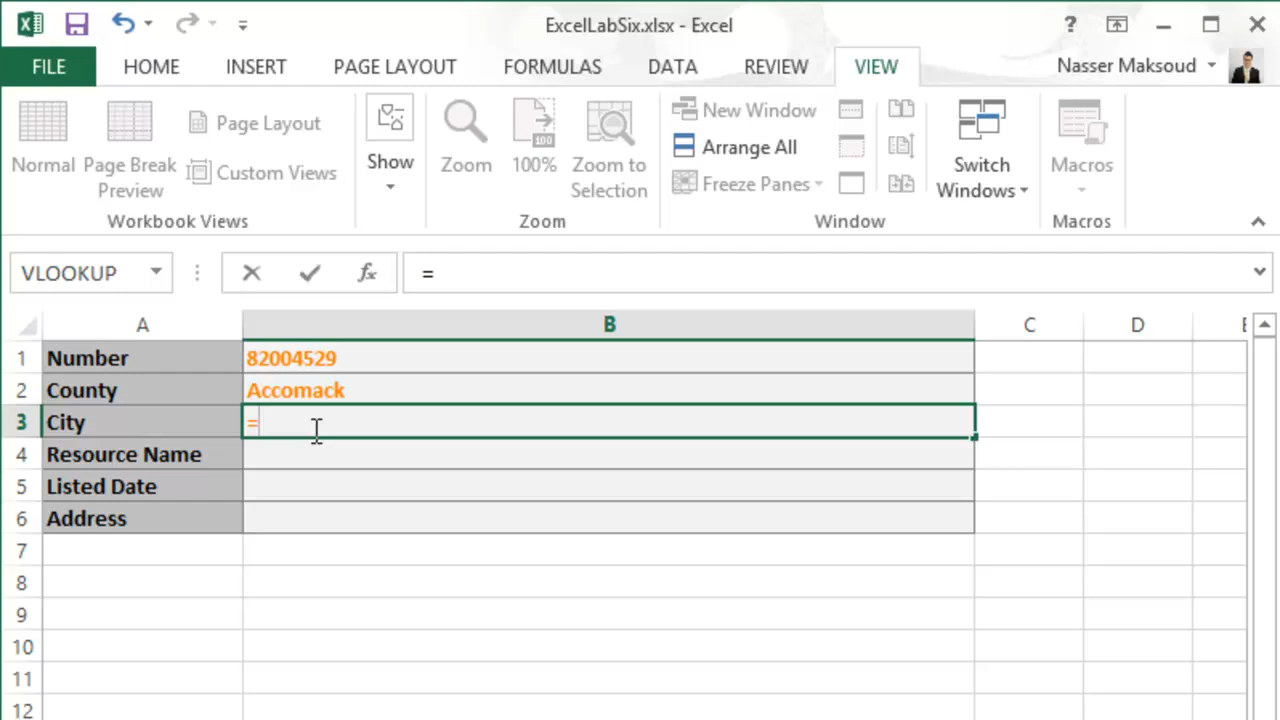 ExcelLabSix.xlsx - Excel
?
FILE HOME INSERT PAGE LAYOUT FORMULAS DATA REVIEW VIEW Nasser Maksoud
Normal Page Break Preview Page Layout Custom Views Show Zoom 100% Zoom to Selection New Window Arrange All Freeze Panes Switch Windows Macros
100
Workbook Views Zoom Window Macros
VLOOKUP fx =
A B C D E
1 Number 82004529
2 County Accomack
3 City =
4 Resource Name
5 Listed Date
6 Address
7
8
9
10
11
12